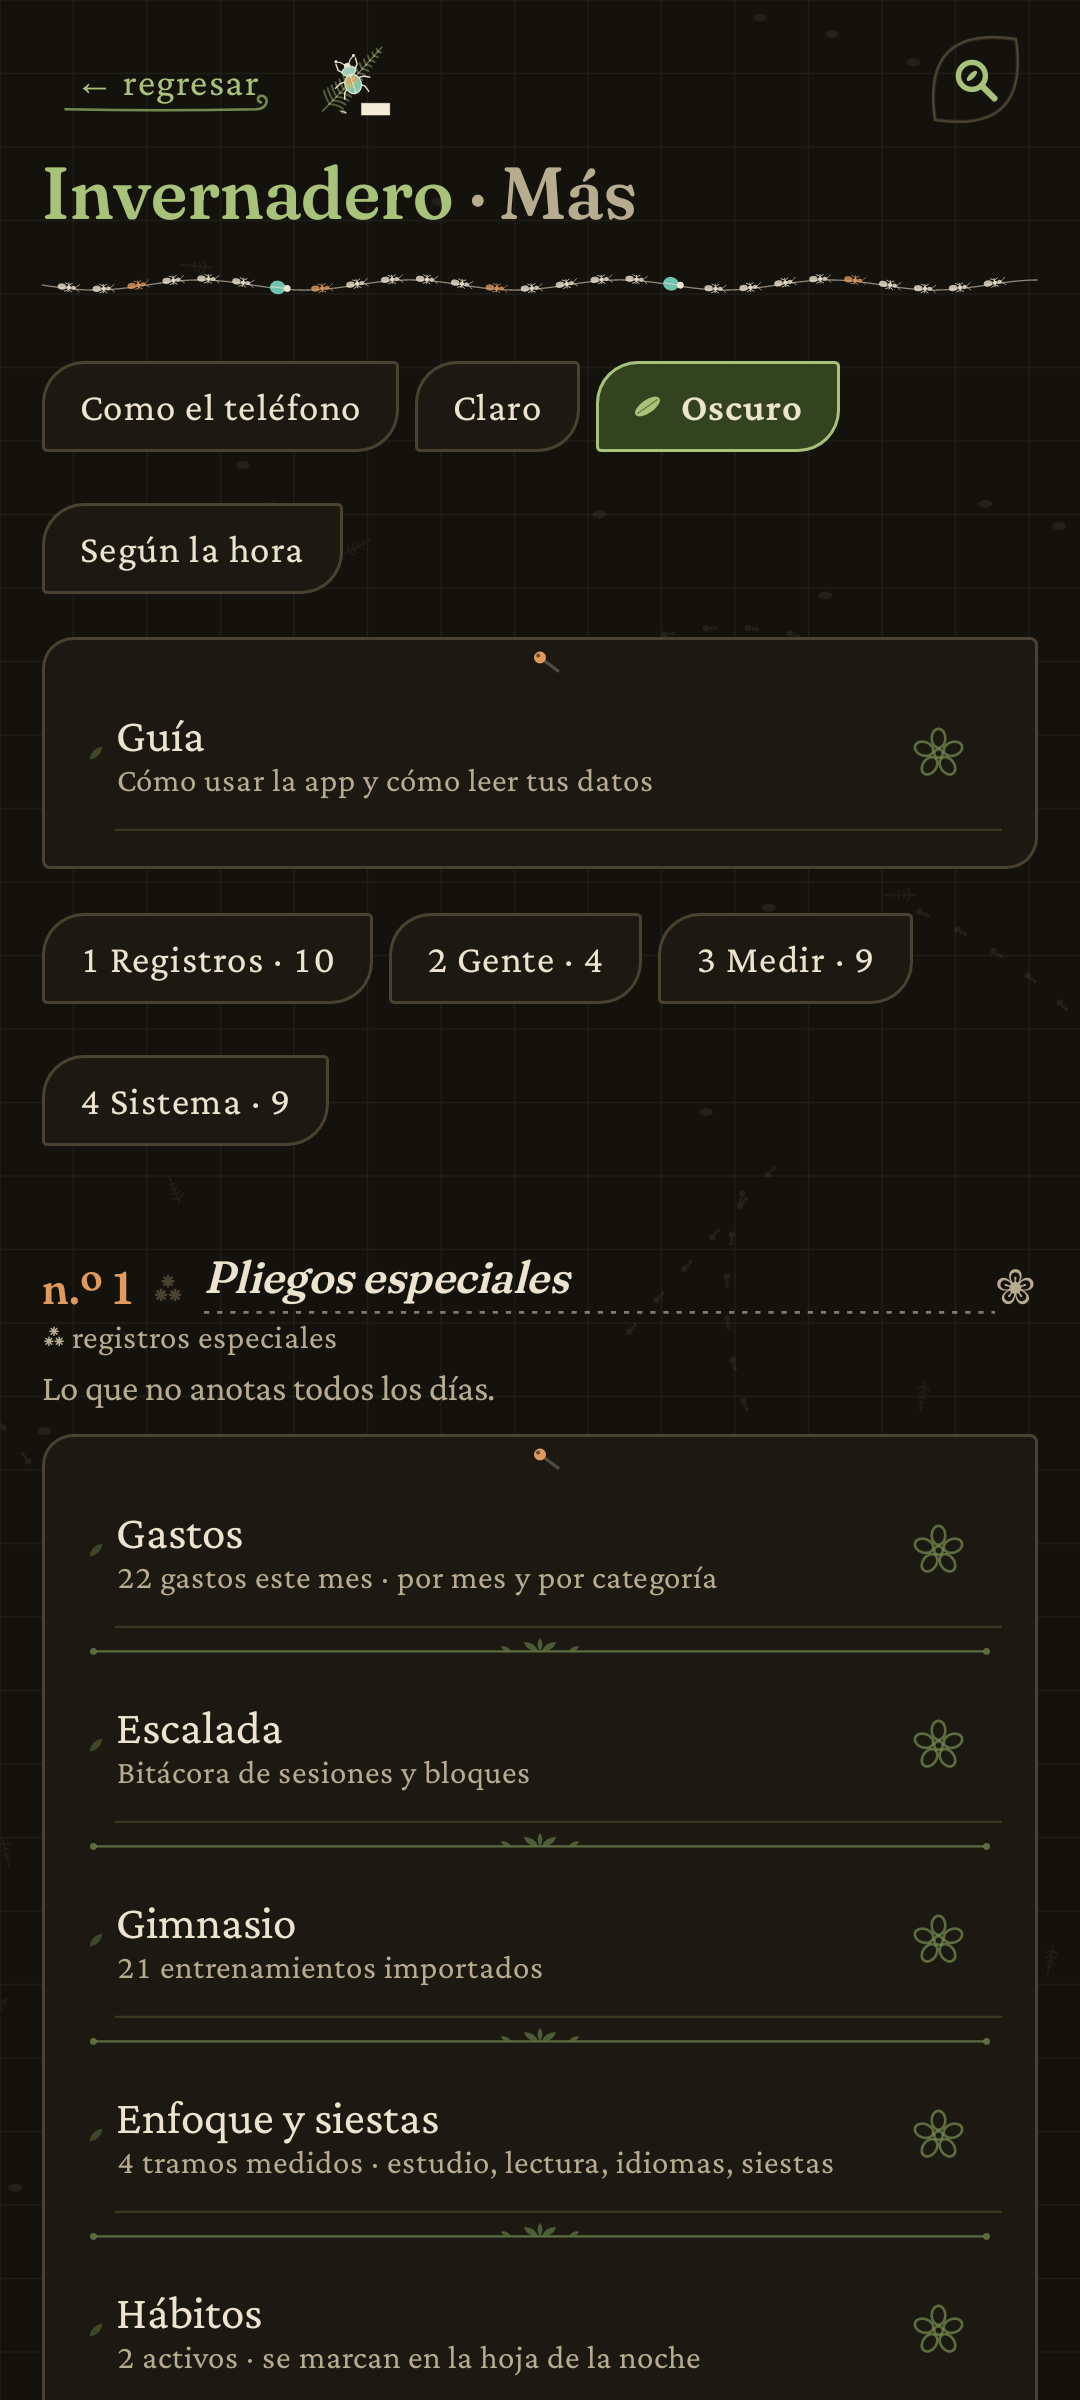 ← regresar
Invernadero · Más
Como el teléfono
Claro
Oscuro
Según la hora
Guía
Cómo usar la app y cómo leer tus datos
1 Registros · 10
2 Gente · 4
3 Medir · 9
4 Sistema · 9
n.º 1 Pliegos especiales
registros especiales
Lo que no anotas todos los días.
Gastos
22 gastos este mes · por mes y por categoría
Escalada
Bitácora de sesiones y bloques
Gimnasio
21 entrenamientos importados
Enfoque y siestas
4 tramos medidos · estudio, lectura, idiomas, siestas
Hábitos
2 activos · se marcan en la hoja de la noche